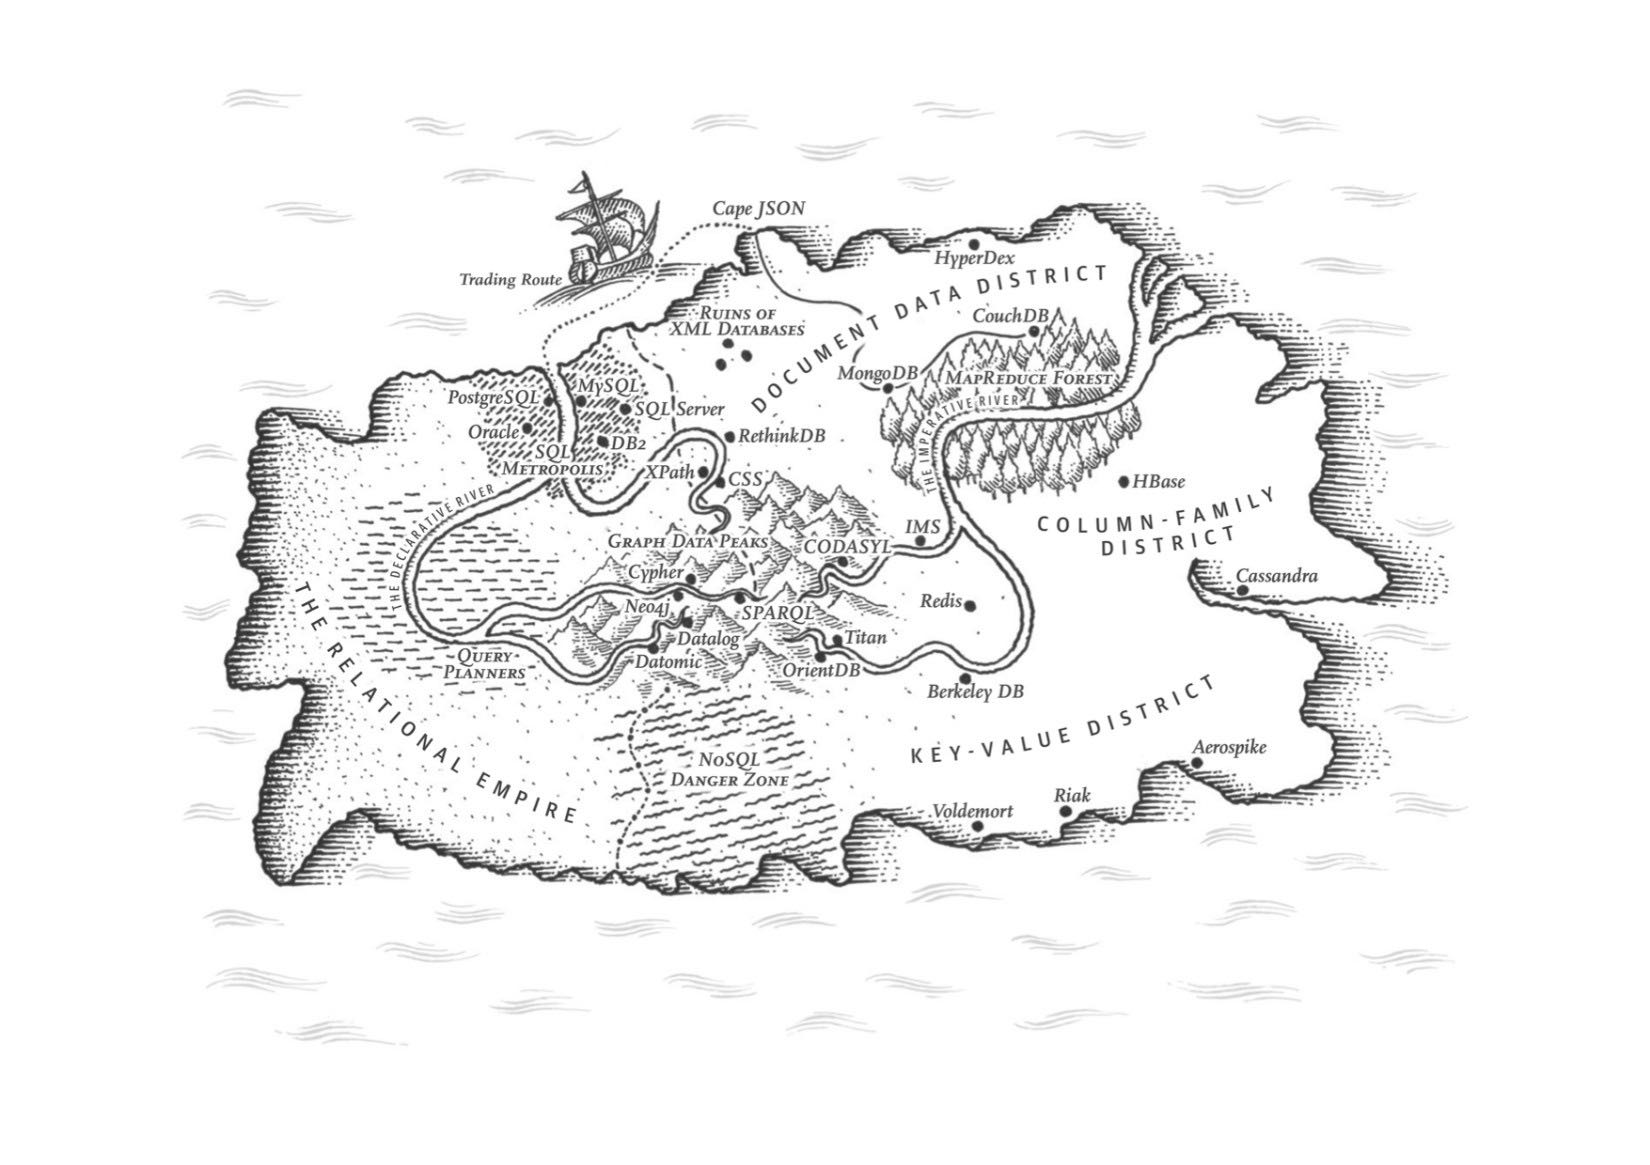 Cape JSON
Trading Route
HyperDex
DOCUMENT DATA DISTRICT
RUINS OF
XML DATABASES
CouchDB
MongoDB
MAPREDUCE FOREST
THE IMPERATIVE RIVER
PostgreSQL
MySQL
SQL Server
Oracle
DB2
SQL
METROPOLIS
RethinkDB
XPath
CSS
HBase
COLUMN-FAMILY
DISTRICT
THE DECLARATIVE RIVER
GRAPH DATA PEAKS
CODASYL
IMS
Cypher
Neo4j
SPARQL
Redis
Cassandra
Datalog
Datomic
Titan
OrientDB
QUERY
PLANNERS
Berkeley DB
THE RELATIONAL EMPIRE
KEY-VALUE DISTRICT
NOSQL
DANGER ZONE
Aerospike
Riak
Voldemort